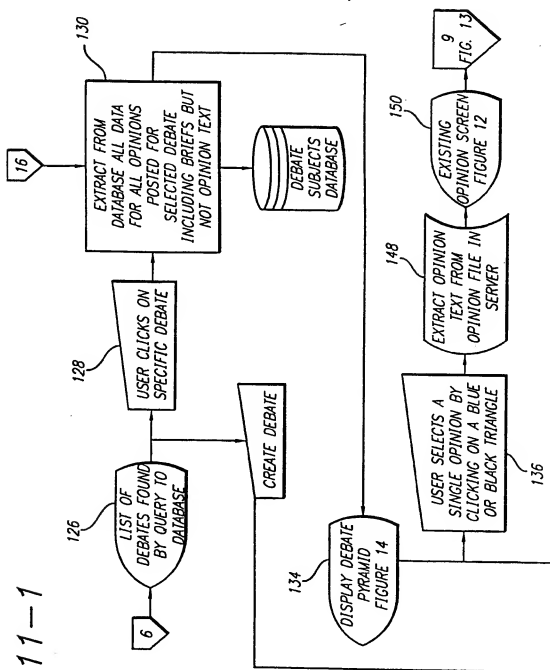 11-1
6
LIST OF
DEBATES FOUND
BY QUERY TO
DATABASE
126
USER CLICKS ON
SPECIFIC DEBATE
128
CREATE DEBATE
16
EXTRACT FROM
DATABASE ALL DATA
FOR ALL OPINIONS
POSTED FOR
SELECTED DEBATE
INCLUDING BRIEFS BUT
NOT OPINION TEXT
130
DEBATE
SUBJECTS
DATABASE
134
DISPLAY DEBATE
PYRAMID
FIGURE 14
USER SELECTS A
SINGLE OPINION BY
CLICKING ON A BLUE
OR BLACK TRIANGLE
136
148
EXTRACT OPINION
TEXT FROM
OPINION FILE IN
SERVER
150
EXISTING
OPINION SCREEN
FIGURE 12
9
FIG. 13